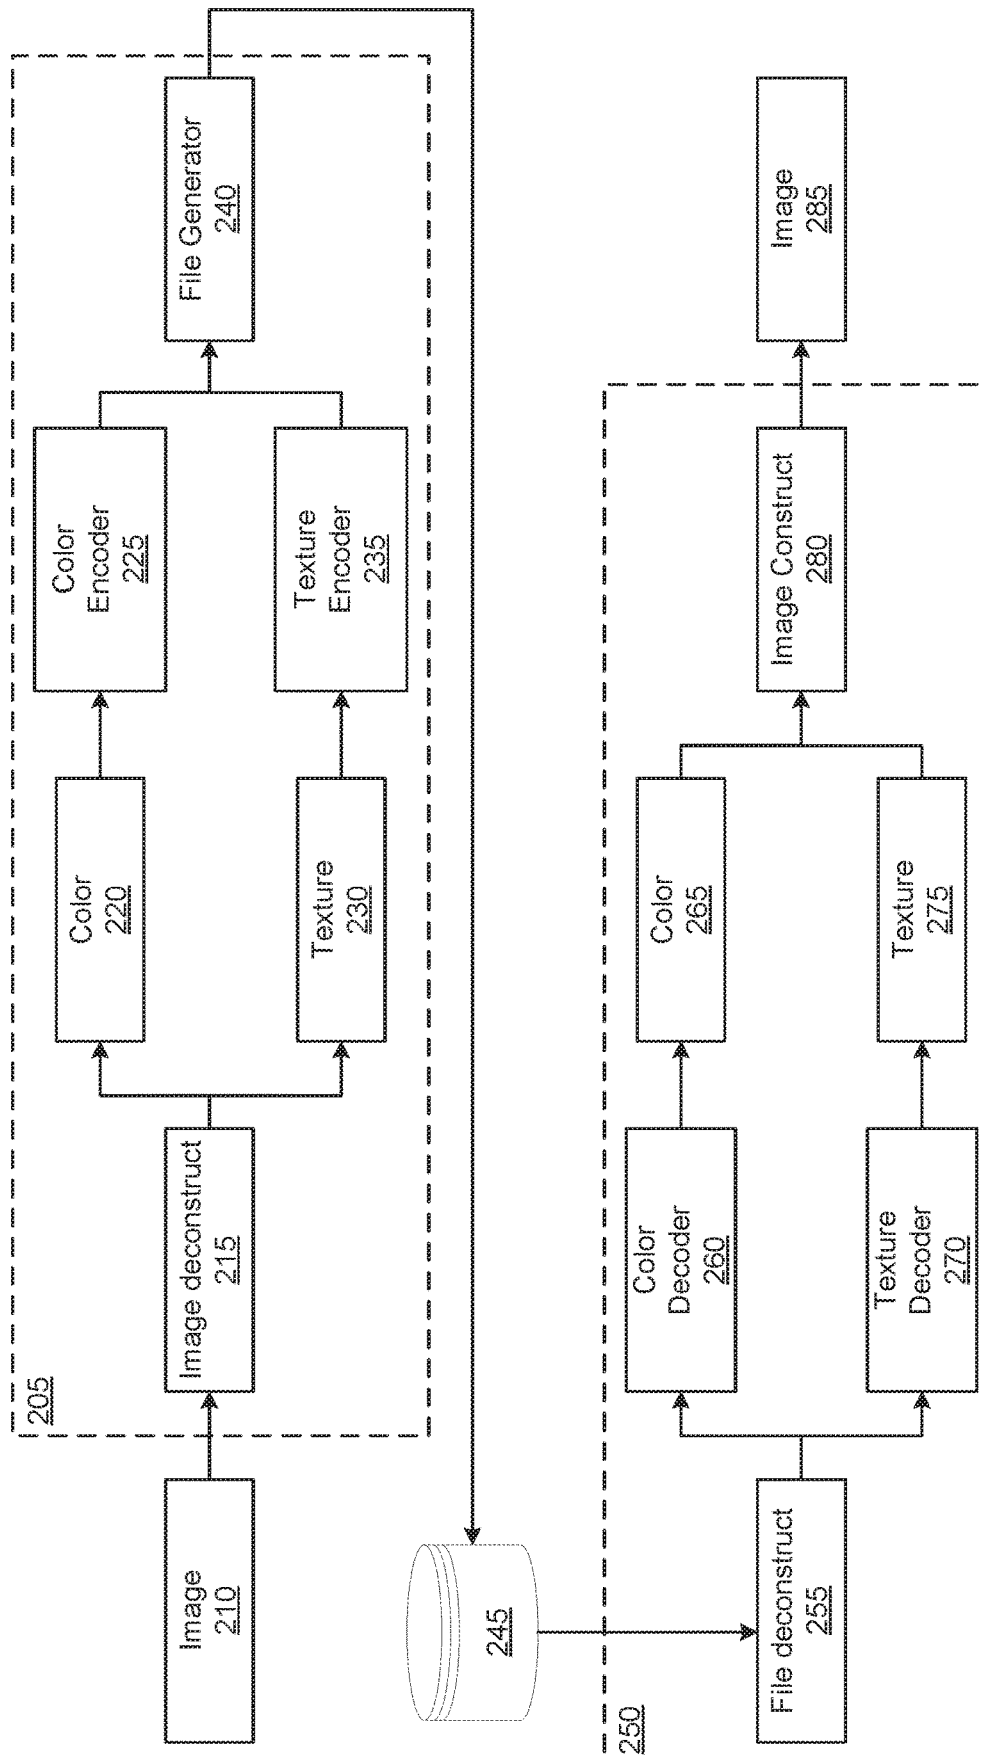 205
Image
210
Image deconstruct
215
Color
220
Texture
230
Color
Encoder
225
Texture
Encoder
235
File Generator
240
245
250
File deconstruct
255
Color
Decoder
260
Texture
Decoder
270
Color
265
Texture
275
Image Construct
280
Image
285